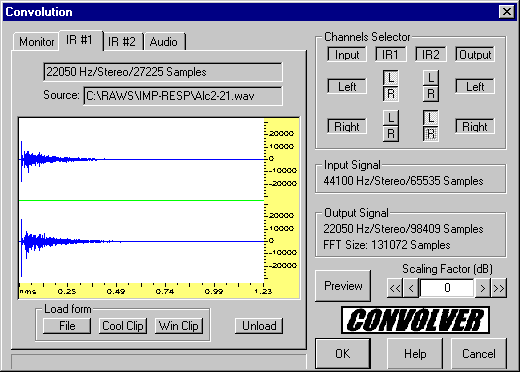 Convolution
Monitor IR #1 IR #2 Audio
22050 Hz/Stereo/27225 Samples
Source: C:\RAWS\IMP-RESP\Alc2-21.wav
20000
10000
0
-10000
-20000
20000
10000
0
-10000
-20000
ms 0.25 0.74 0.99 1.23
Load form
File Cool Clip Win Clip Unload
Channels Selector
Input IR1 IR2 Output
Left L R L R Left
Right L R L R Right
Input Signal
44100 Hz/Stereo/65535 Samples
Output Signal
22050 Hz/Stereo/98409 Samples
FFT Size: 131072 Samples
Preview
Scaling Factor (dB)
<< < 0 > >>
CONVOLVER
OK Help Cancel